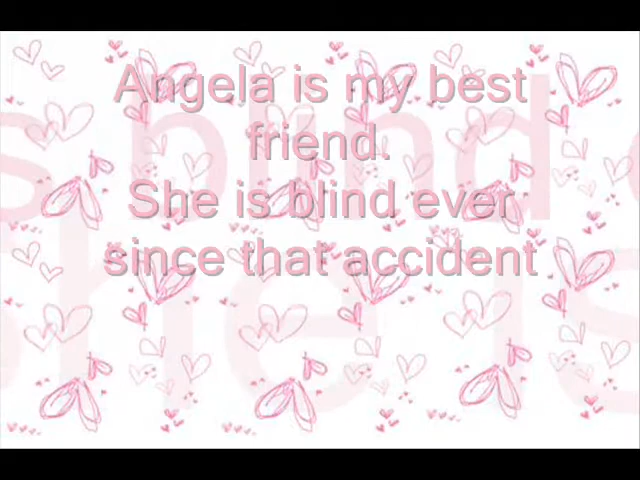 Angela is my best
friend.
She is blind ever
since that accident